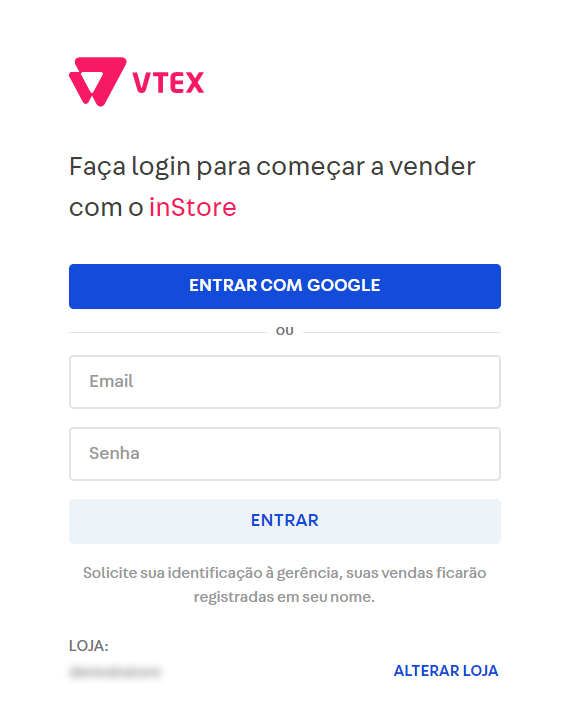 VTEX
Faça login para começar a vender
com o inStore
ENTRAR COM GOOGLE
OU
Email
Senha
ENTRAR
Solicite sua identificação à gerência, suas vendas ficarão
registradas em seu nome.
LOJA:
ALTERAR LOJA